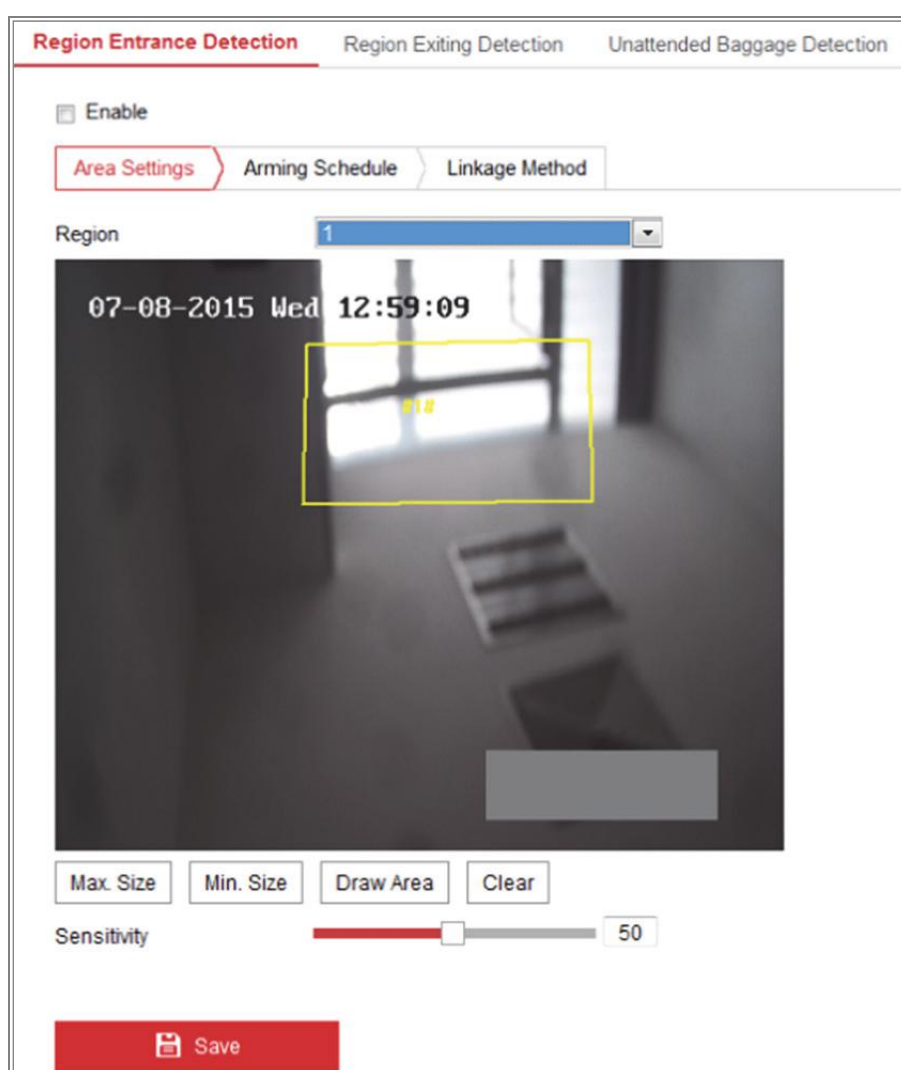 Region Entrance Detection Region Exiting Detection Unattended Baggage Detection
Enable
Area Settings Arming Schedule Linkage Method
Region 1
07-08-2015 Wed 12:59:09
#1#
Max. Size Min. Size Draw Area Clear
Sensitivity 50
Save